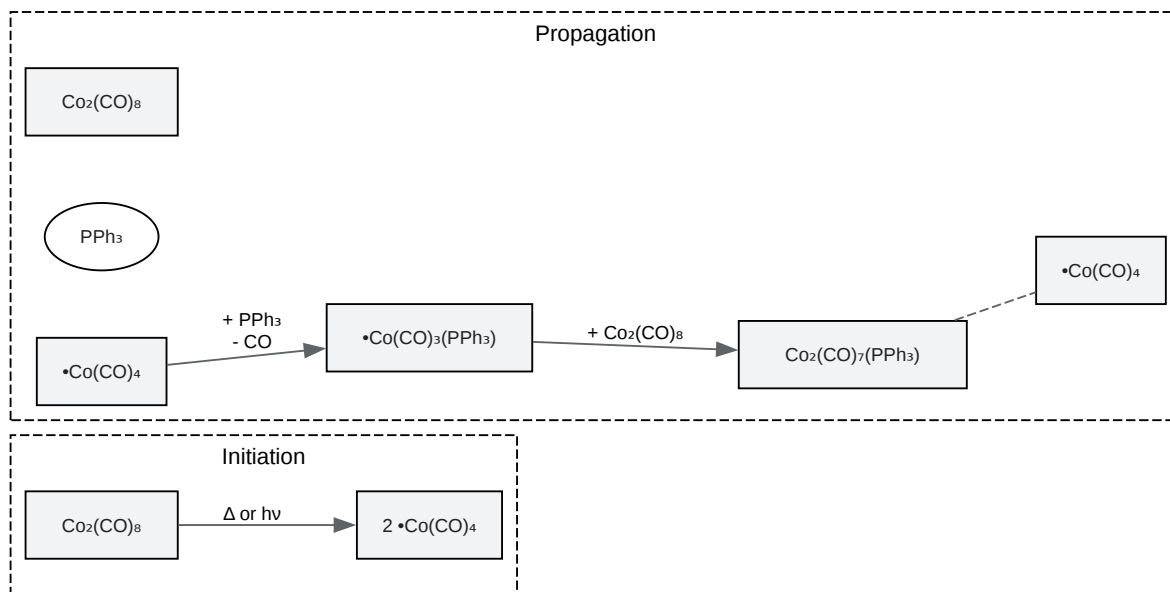 Propagation
Co₂(CO)₈
PPh₃
•Co(CO)₄
+ PPh₃
- CO
•Co(CO)₃(PPh₃)
+ Co₂(CO)₈
Co₂(CO)₇(PPh₃)
•Co(CO)₄
Initiation
Co₂(CO)₈
Δ or hν
2 •Co(CO)₄